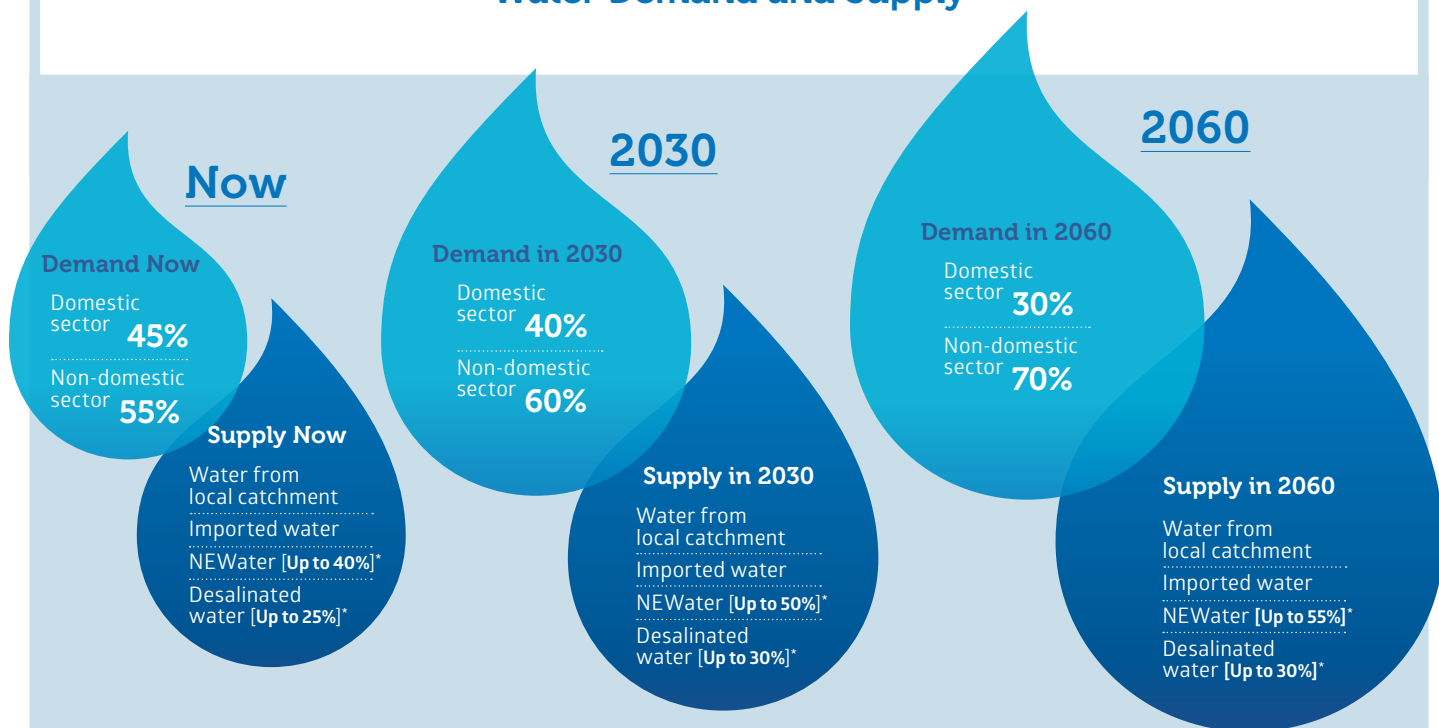 Water Demand and Supply
Now
Demand Now
Domestic
sector 45%
Non-domestic
sector 55%
Supply Now
Water from
local catchment
Imported water
NEWater [Up to 40%]*
Desalinated
water [Up to 25%]*
2030
Demand in 2030
Domestic
sector 40%
Non-domestic
sector 60%
Supply in 2030
Water from
local catchment
Imported water
NEWater [Up to 50%]*
Desalinated
water [Up to 30%]*
2060
Demand in 2060
Domestic
sector 30%
Non-domestic
sector 70%
Supply in 2060
Water from
local catchment
Imported water
NEWater [Up to 55%]*
Desalinated
water [Up to 30%]*